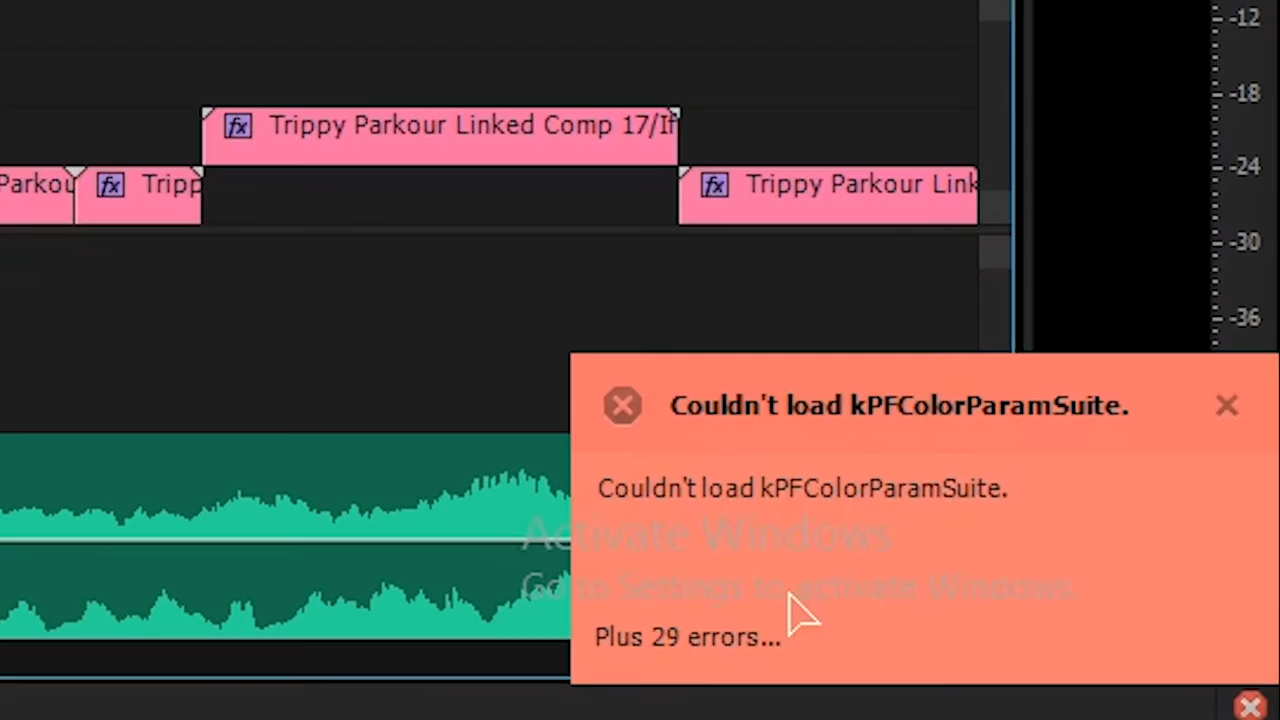 -12
-18
fx Trippy Parkour Linked Comp 17/If
-24
Parkou
fx Tripp
fx Trippy Parkour Link
-30
-36
Couldn't load kPFColorParamSuite.
Couldn't load kPFColorParamSuite.
Activate Windows
Go to Settings to activate Windows.
Plus 29 errors...